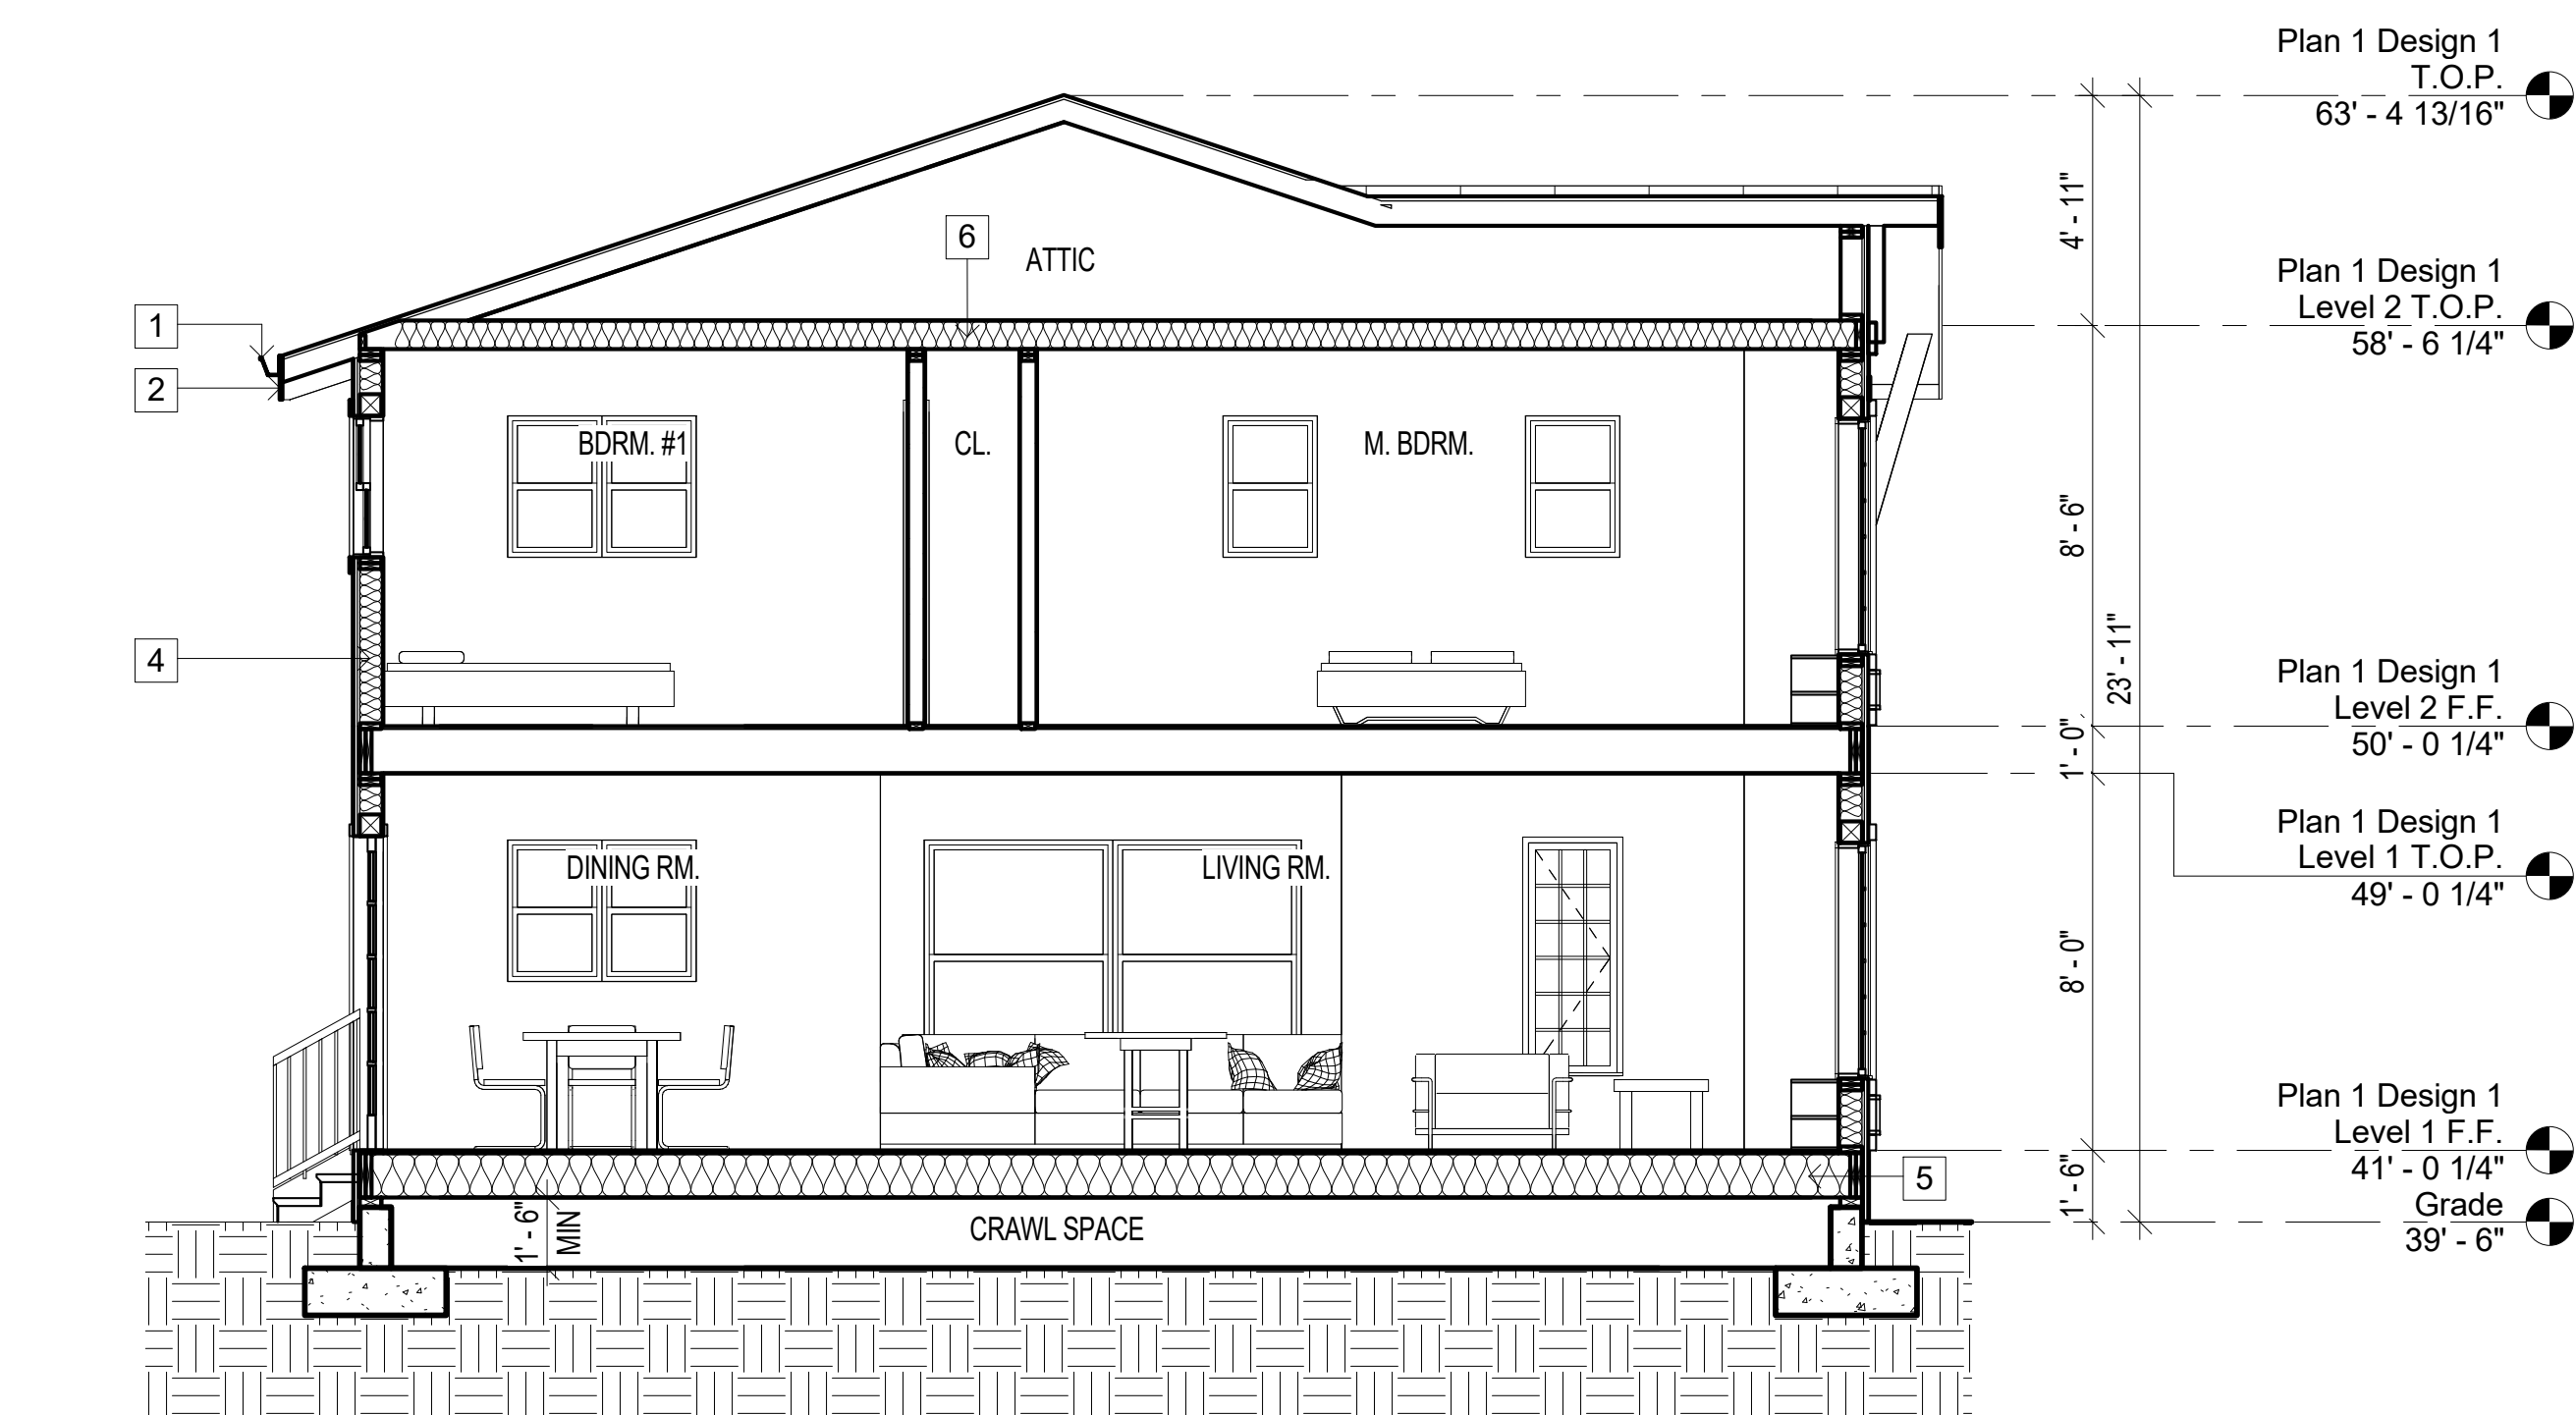 Plan 1 Design 1
T.O.P.
63' - 4 13/16"
4' - 11"
6
ATTIC
Plan 1 Design 1
Level 2 T.O.P.
58' - 6 1/4"
1
2
BDRM. #1
CL.
M. BDRM.
8' - 6"
4
23' - 11"
Plan 1 Design 1
Level 2 F.F.
50' - 0 1/4"
1' - 0"
Plan 1 Design 1
Level 1 T.O.P.
49' - 0 1/4"
DINING RM.
LIVING RM.
8' - 0"
Plan 1 Design 1
Level 1 F.F.
41' - 0 1/4"
5
1' - 6"
1' - 6"
MIN
CRAWL SPACE
Grade
39' - 6"